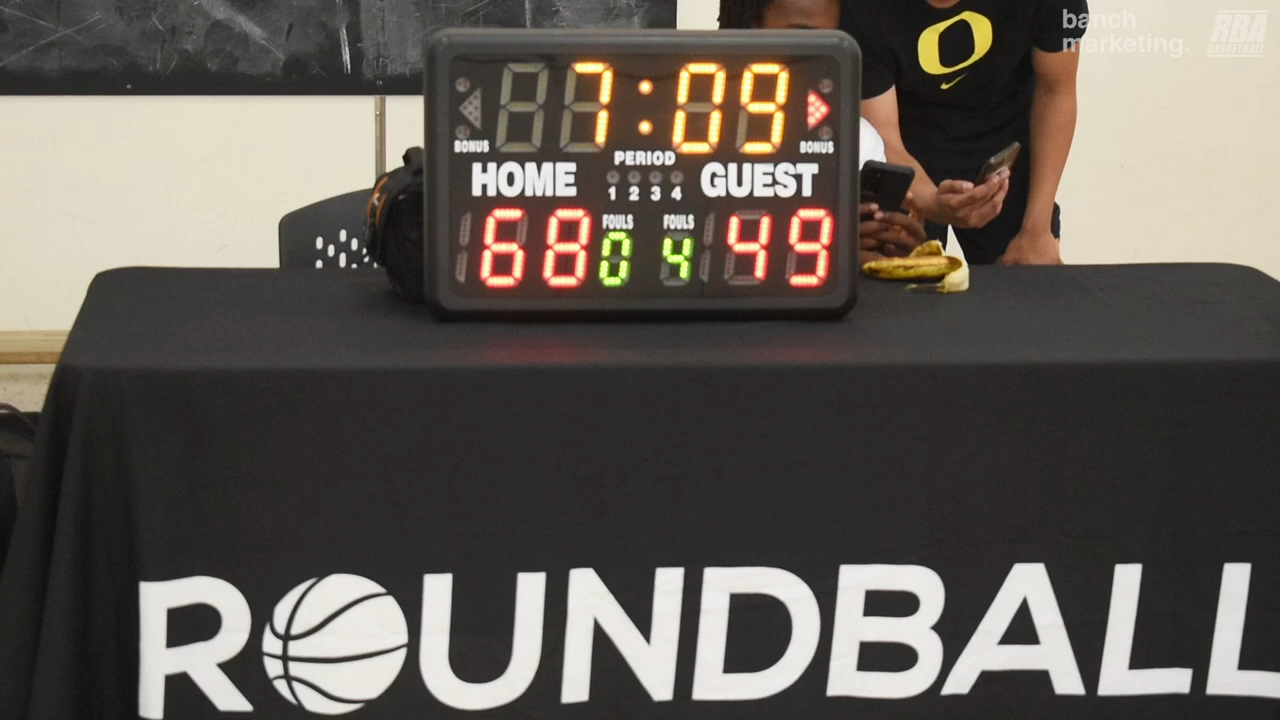 banch
marketing.
RBA
BASKETBALL
7:09
BONUS
BONUS
PERIOD
HOME
GUEST
1 2 3 4
FOULS
FOULS
68
0
4
49
ROUNDBALL